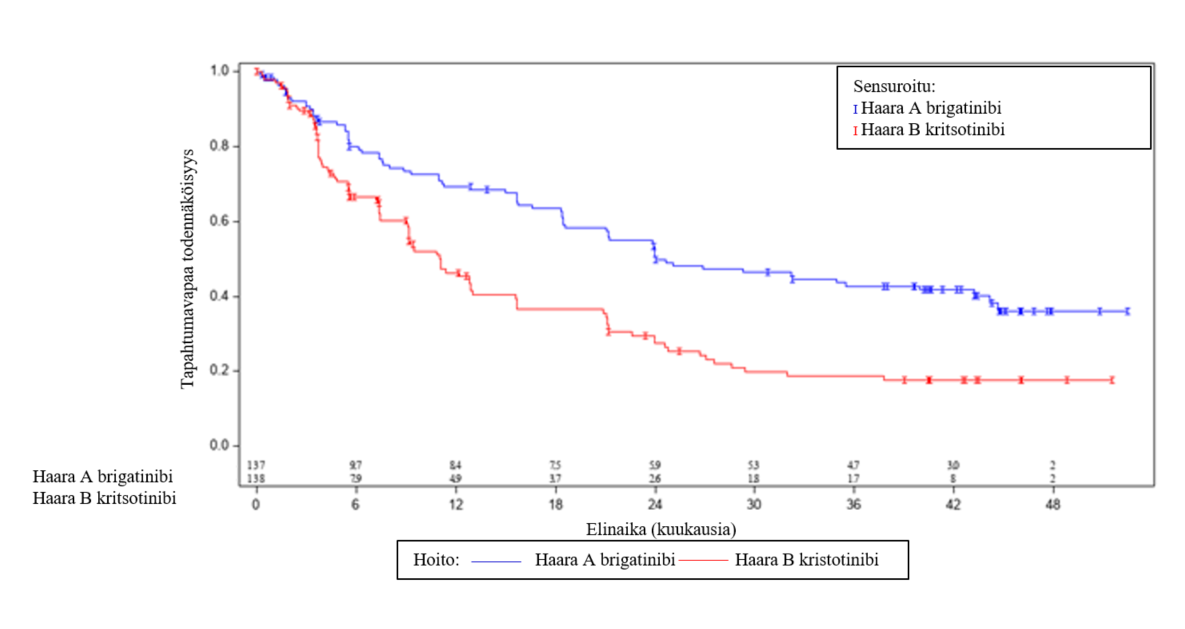 Sensuroitu:
Haara A brigatinibi
Haara B kritsotinibi
Tapahtumavapaa todennäköisyys
1.0
0.8
0.6
0.4
0.2
0.0
Haara A brigatinibi 137 97 84 75 59 53 47 30 2
Haara B kritsotinibi 138 79 49 37 26 18 17 8 2
0 6 12 18 24 30 36 42 48
Elinaika (kuukausia)
Hoito: Haara A brigatinibi Haara B kristotinibi